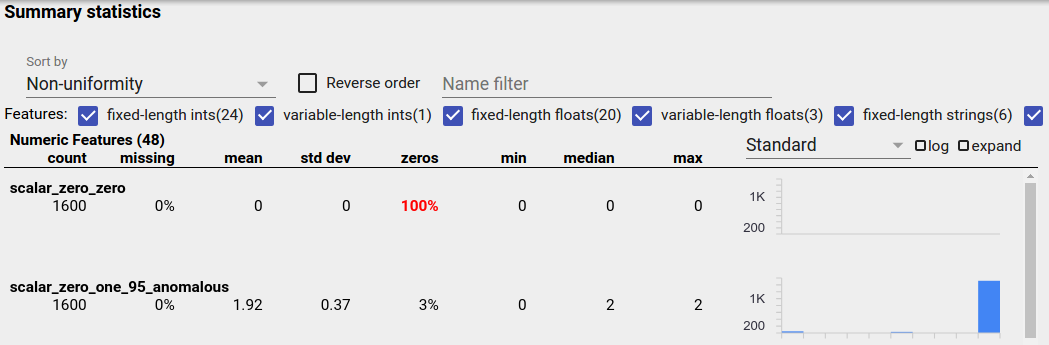 Summary statistics
Sort by
Non-uniformity
Reverse order
Name filter
Features: fixed-length ints(24) variable-length ints(1) fixed-length floats(20) variable-length floats(3) fixed-length strings(6)
Numeric Features (48)
Standard log expand
count missing mean std dev zeros min median max
scalar_zero_zero
1600 0% 0 0 100% 0 0 0
1K
200
scalar_zero_one_95_anomalous
1600 0% 1.92 0.37 3% 0 2 2
1K
200